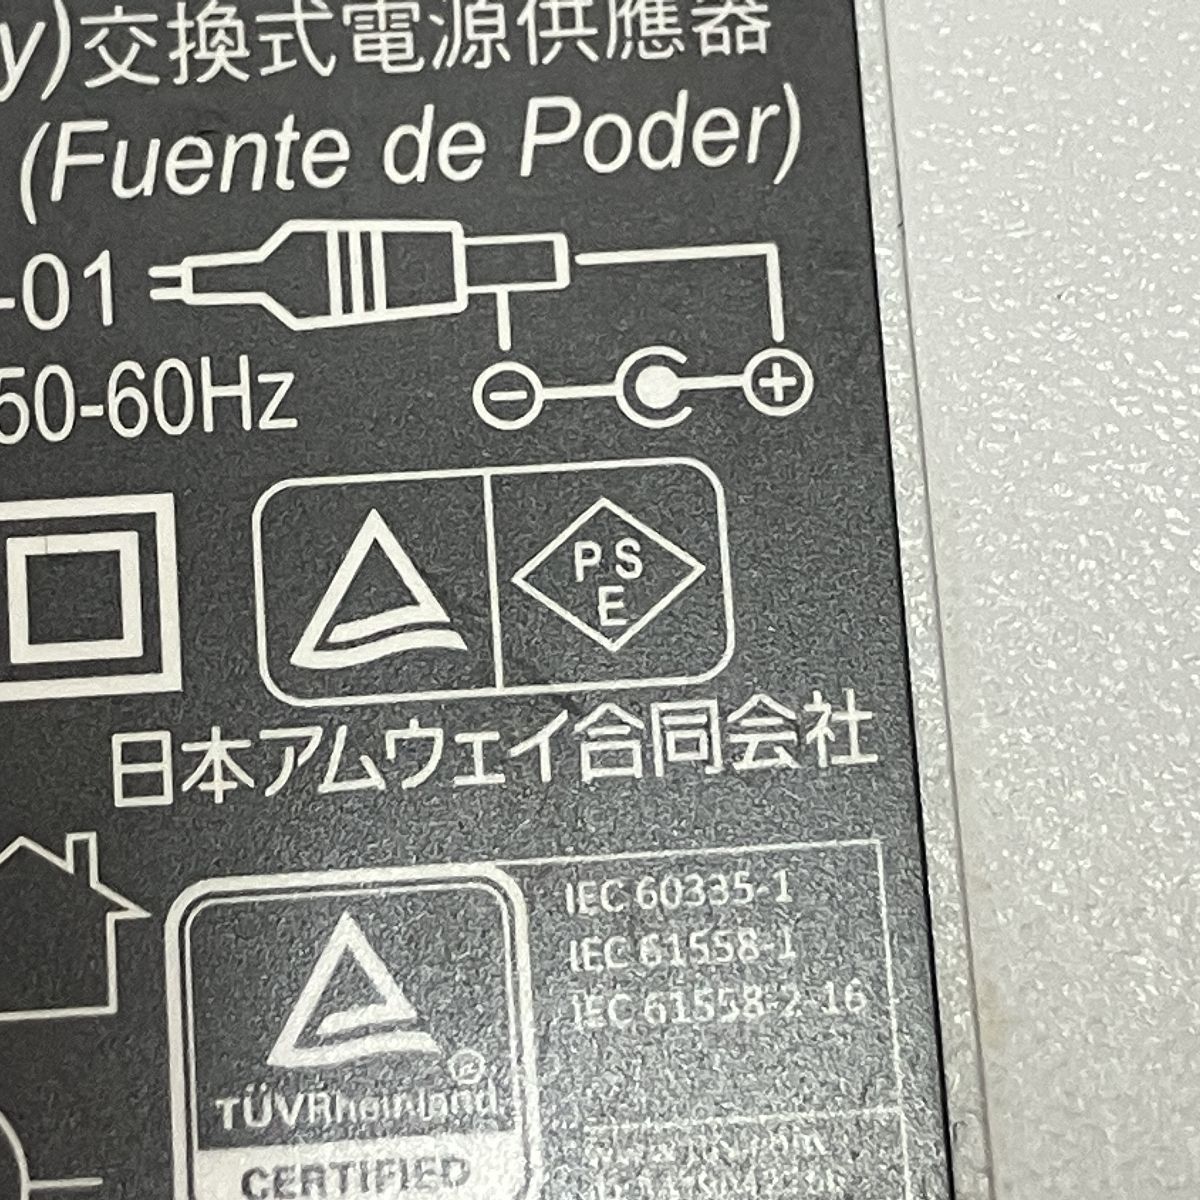 y)交換式電源供應器
(Fuente de Poder)
-01
50-60Hz
PS
E
日本アムウェイ合同会社
IEC 60335-1
IEC 61558-1
IEC 61558-2-16
TÜVRheinland
CERTIFIED